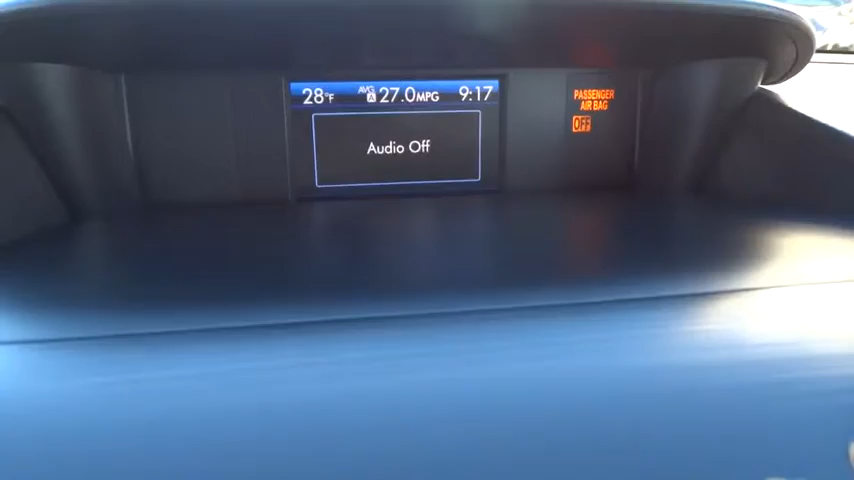 28°F AVG A 27.0MPG 9:17
Audio Off
PASSENGER
AIR BAG
OFF